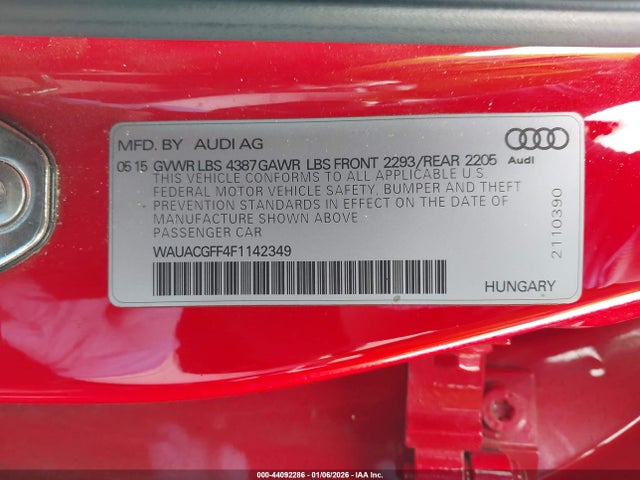 MFD. BY AUDI AG
05 15 GVWR LBS 4387 GAWR LBS FRONT 2293/REAR 2205
Audi
THIS VEHICLE CONFORMS TO ALL APPLICABLE U.S.
FEDERAL MOTOR VEHICLE SAFETY, BUMPER AND THEFT
PREVENTION STANDARDS IN EFFECT ON THE DATE OF
MANUFACTURE SHOWN ABOVE
PASSENGER CAR
2110390
WAUACGFF4F1142349
HUNGARY
000-44092286 - 01/06/2026 - IAA Inc.